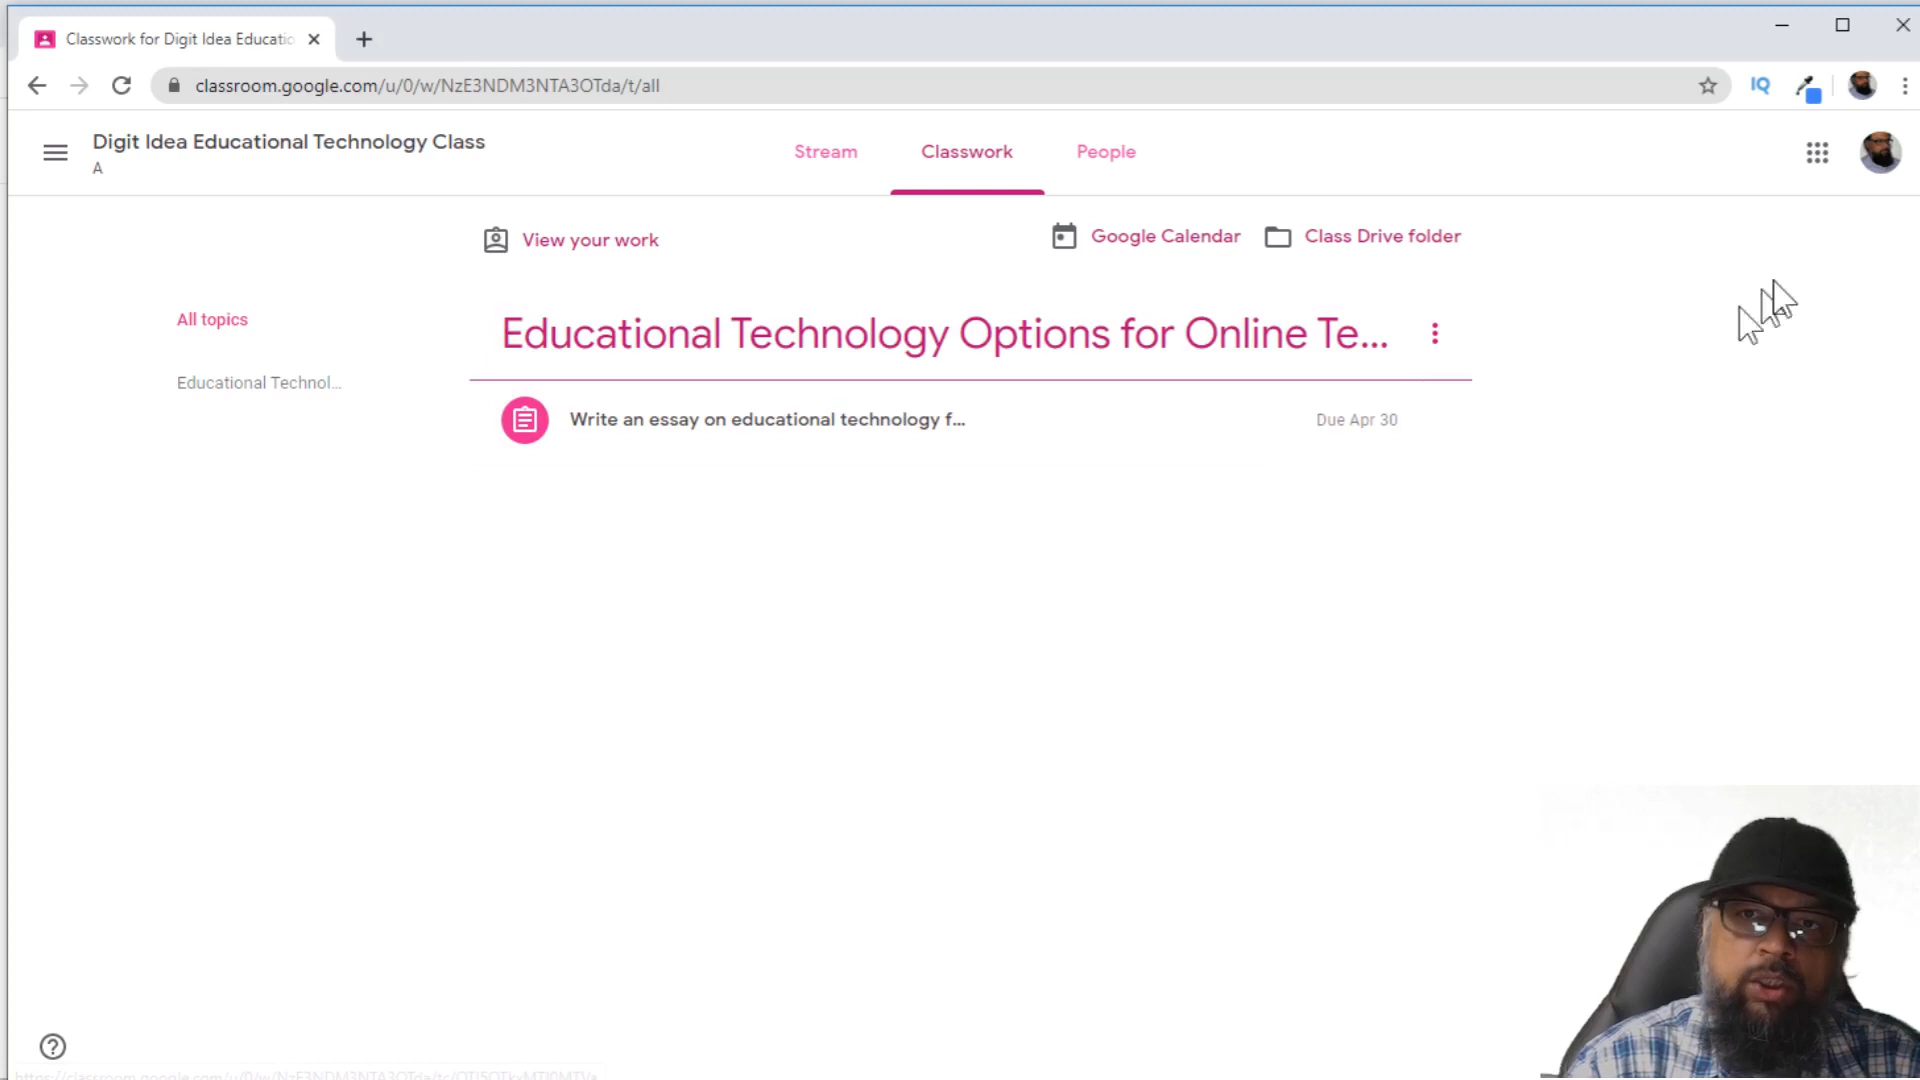 Classwork for Digit Idea Educatio
classroom.google.com/u/0/w/NzE3NDM3NTA3OTda/t/all
IQ
Digit Idea Educational Technology Class
A
Stream
Classwork
People
View your work
Google Calendar
Class Drive folder
All topics
Educational Technol...
Educational Technology Options for Online Te...
Write an essay on educational technology f...
Due Apr 30